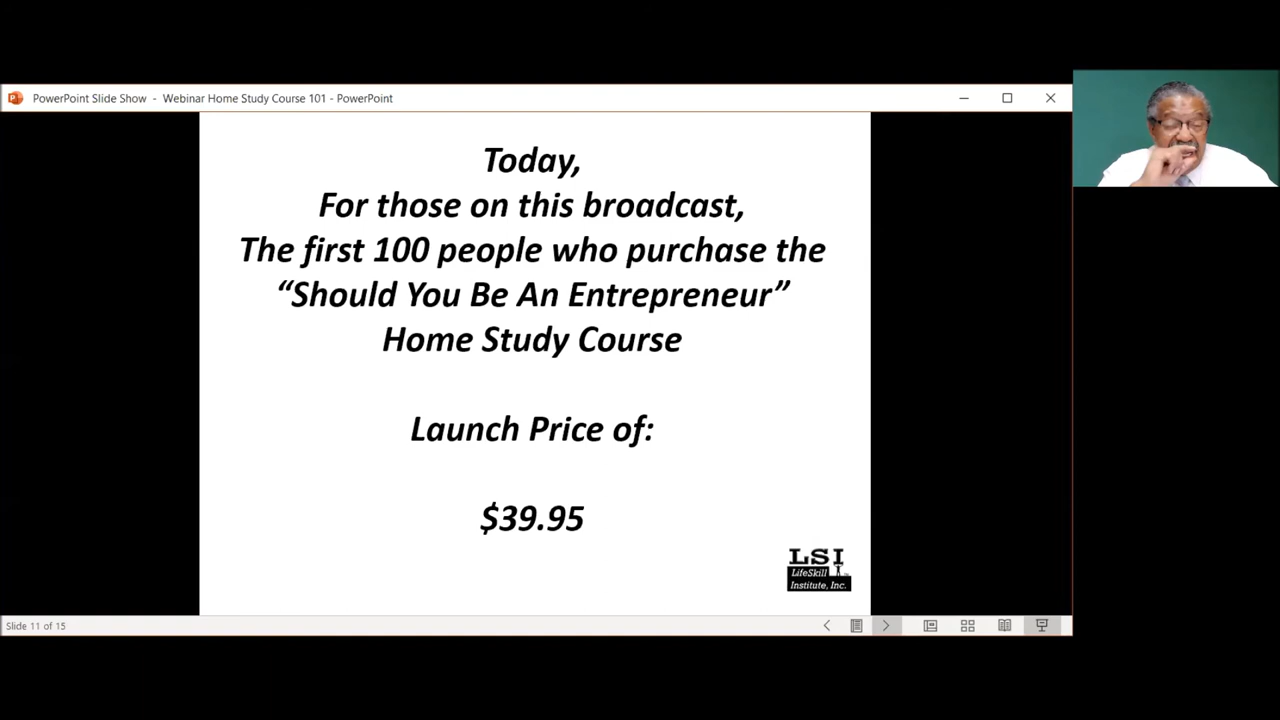 PowerPoint Slide Show - Webinar Home Study Course 101 - PowerPoint
Today,
For those on this broadcast,
The first 100 people who purchase the
“Should You Be An Entrepreneur”
Home Study Course
Launch Price of:
$39.95
LSI
LifeSkill
Institute, Inc.
Slide 11 of 15